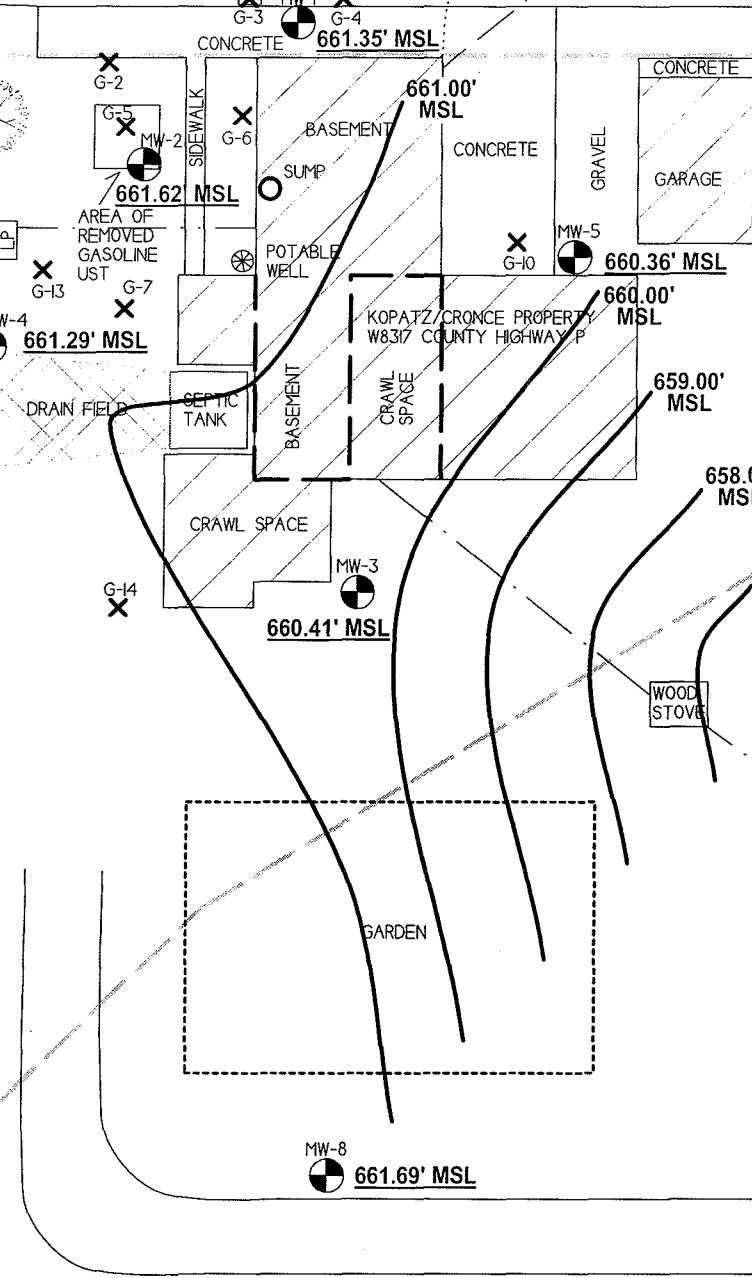 G-3
G-4
661.35' MSL
CONCRETE
G-2
661.00'
MSL
CONCRETE
G-5
G-6
BASEMENT
MW-2
SIDEWALK
CONCRETE
GRAVEL
GARAGE
SUMP
661.62' MSL
AREA OF
REMOVED
GASOLINE
UST
LP
MW-5
G-10
660.36' MSL
POTABLE
WELL
G-13
G-7
660.00'
MSL
KOPATZ/CRONCE PROPERTY
W8317 COUNTY HIGHWAY P
661.29' MSL
659.00'
MSL
DRAIN FIELD
SEPTIC
TANK
BASEMENT
CRAWL
SPACE
CRAWL SPACE
MW-3
G-14
660.41' MSL
WOOD
STOVE
GARDEN
MW-8
661.69' MSL